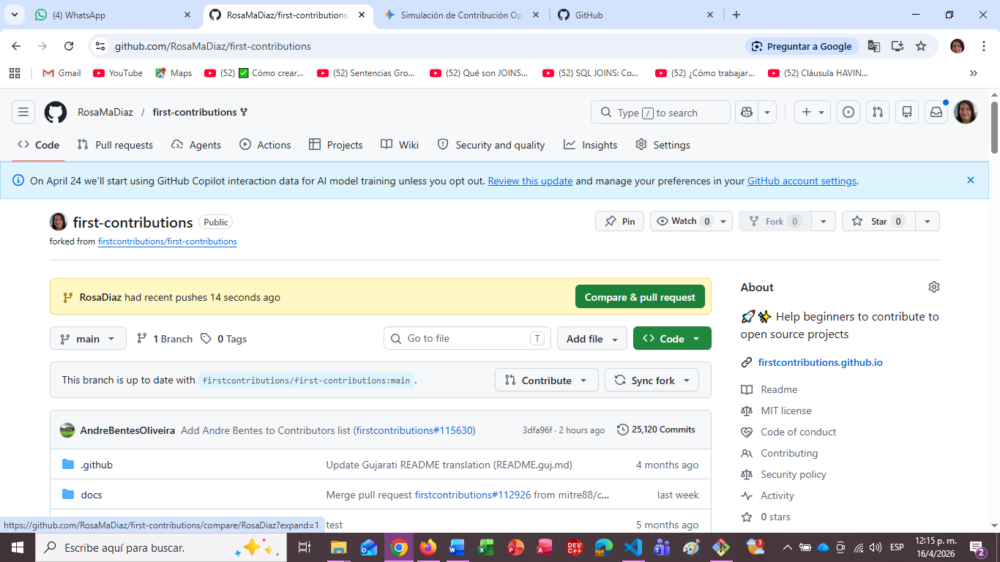 (4) WhatsApp
RosaMaDiaz/first-contributions:
Simulación de Contribución Op
GitHub
github.com/RosaMaDiaz/first-contributions
Preguntar a Google
Gmail
YouTube
Maps
(52) ✅ Cómo crear...
(52) Sentencias Gro...
(52) Qué son JOINS...
(52) SQL JOINS: Co...
(52) ¿Cómo trabajar...
(52) Cláusula HAVIN...
RosaMaDiaz / first-contributions
Type / to search
Code
Pull requests
Agents
Actions
Projects
Wiki
Security and quality
Insights
Settings
On April 24 we'll start using GitHub Copilot interaction data for AI model training unless you opt out. Review this update and manage your preferences in your GitHub account settings.
first-contributions Public
Pin
Watch 0
Fork 0
Star 0
forked from firstcontributions/first-contributions
RosaDiaz had recent pushes 14 seconds ago
Compare & pull request
main
1 Branch
0 Tags
Go to file T
Add file
Code
This branch is up to date with firstcontributions/first-contributions:main.
Contribute
Sync fork
AndreBentesOliveira Add Andre Bentes to Contributors list (firstcontributions#115630)
3dfa96f · 2 hours ago
25,120 Commits
.github
Update Gujarati README translation (README.guj.md)
4 months ago
docs
Merge pull request firstcontributions#112926 from mitre88/c...
last week
test
5 months ago
About
🚀✨ Help beginners to contribute to
open source projects
firstcontributions.github.io
Readme
MIT license
Code of conduct
Contributing
Security policy
Activity
0 stars
https://github.com/RosaMaDiaz/first-contributions/compare/RosaDiaz?expand=1
Escribe aquí para buscar.
DEV
C++
3
ESP
12:15 p. m.
16/4/2026
2